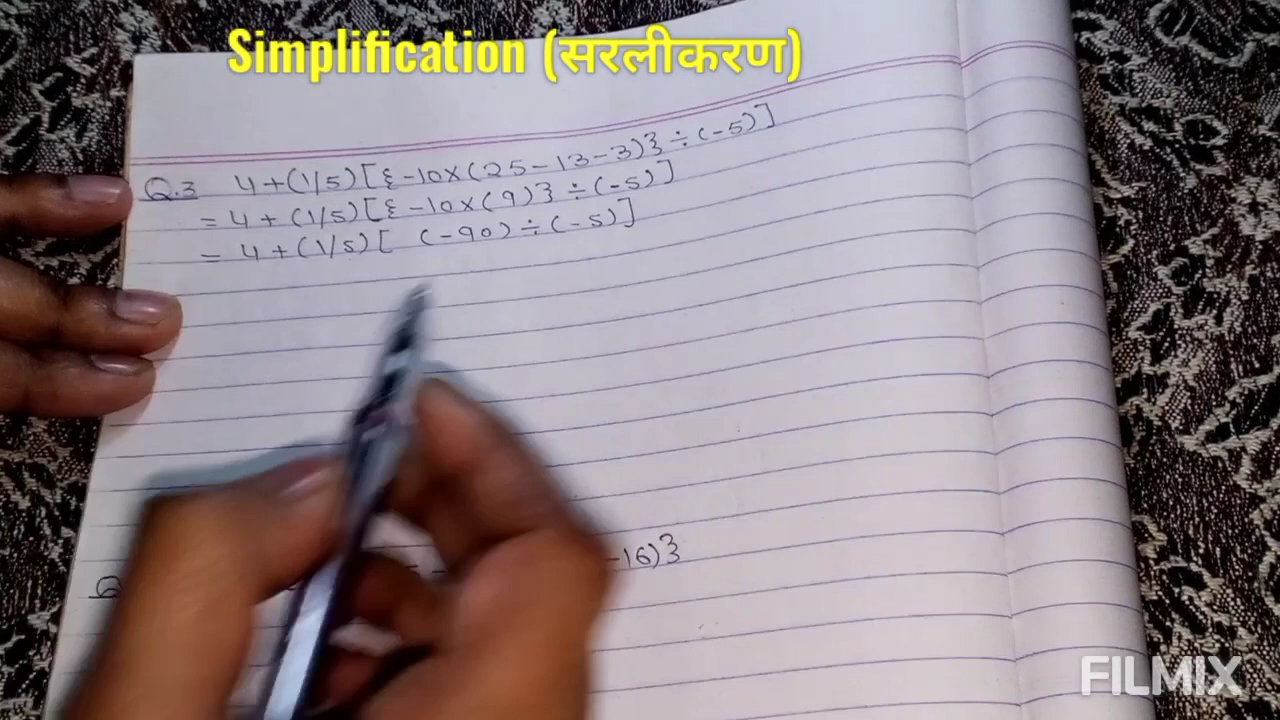 Simplification (सरलीकरण)
Q.3 4+(1/5)[{-10×(25-13-3)}÷(-5)]
= 4+(1/5)[{-10×(9)}÷(-5)]
= 4+(1/5)[ (-90)÷(-5)]
-16)}
FILMIX